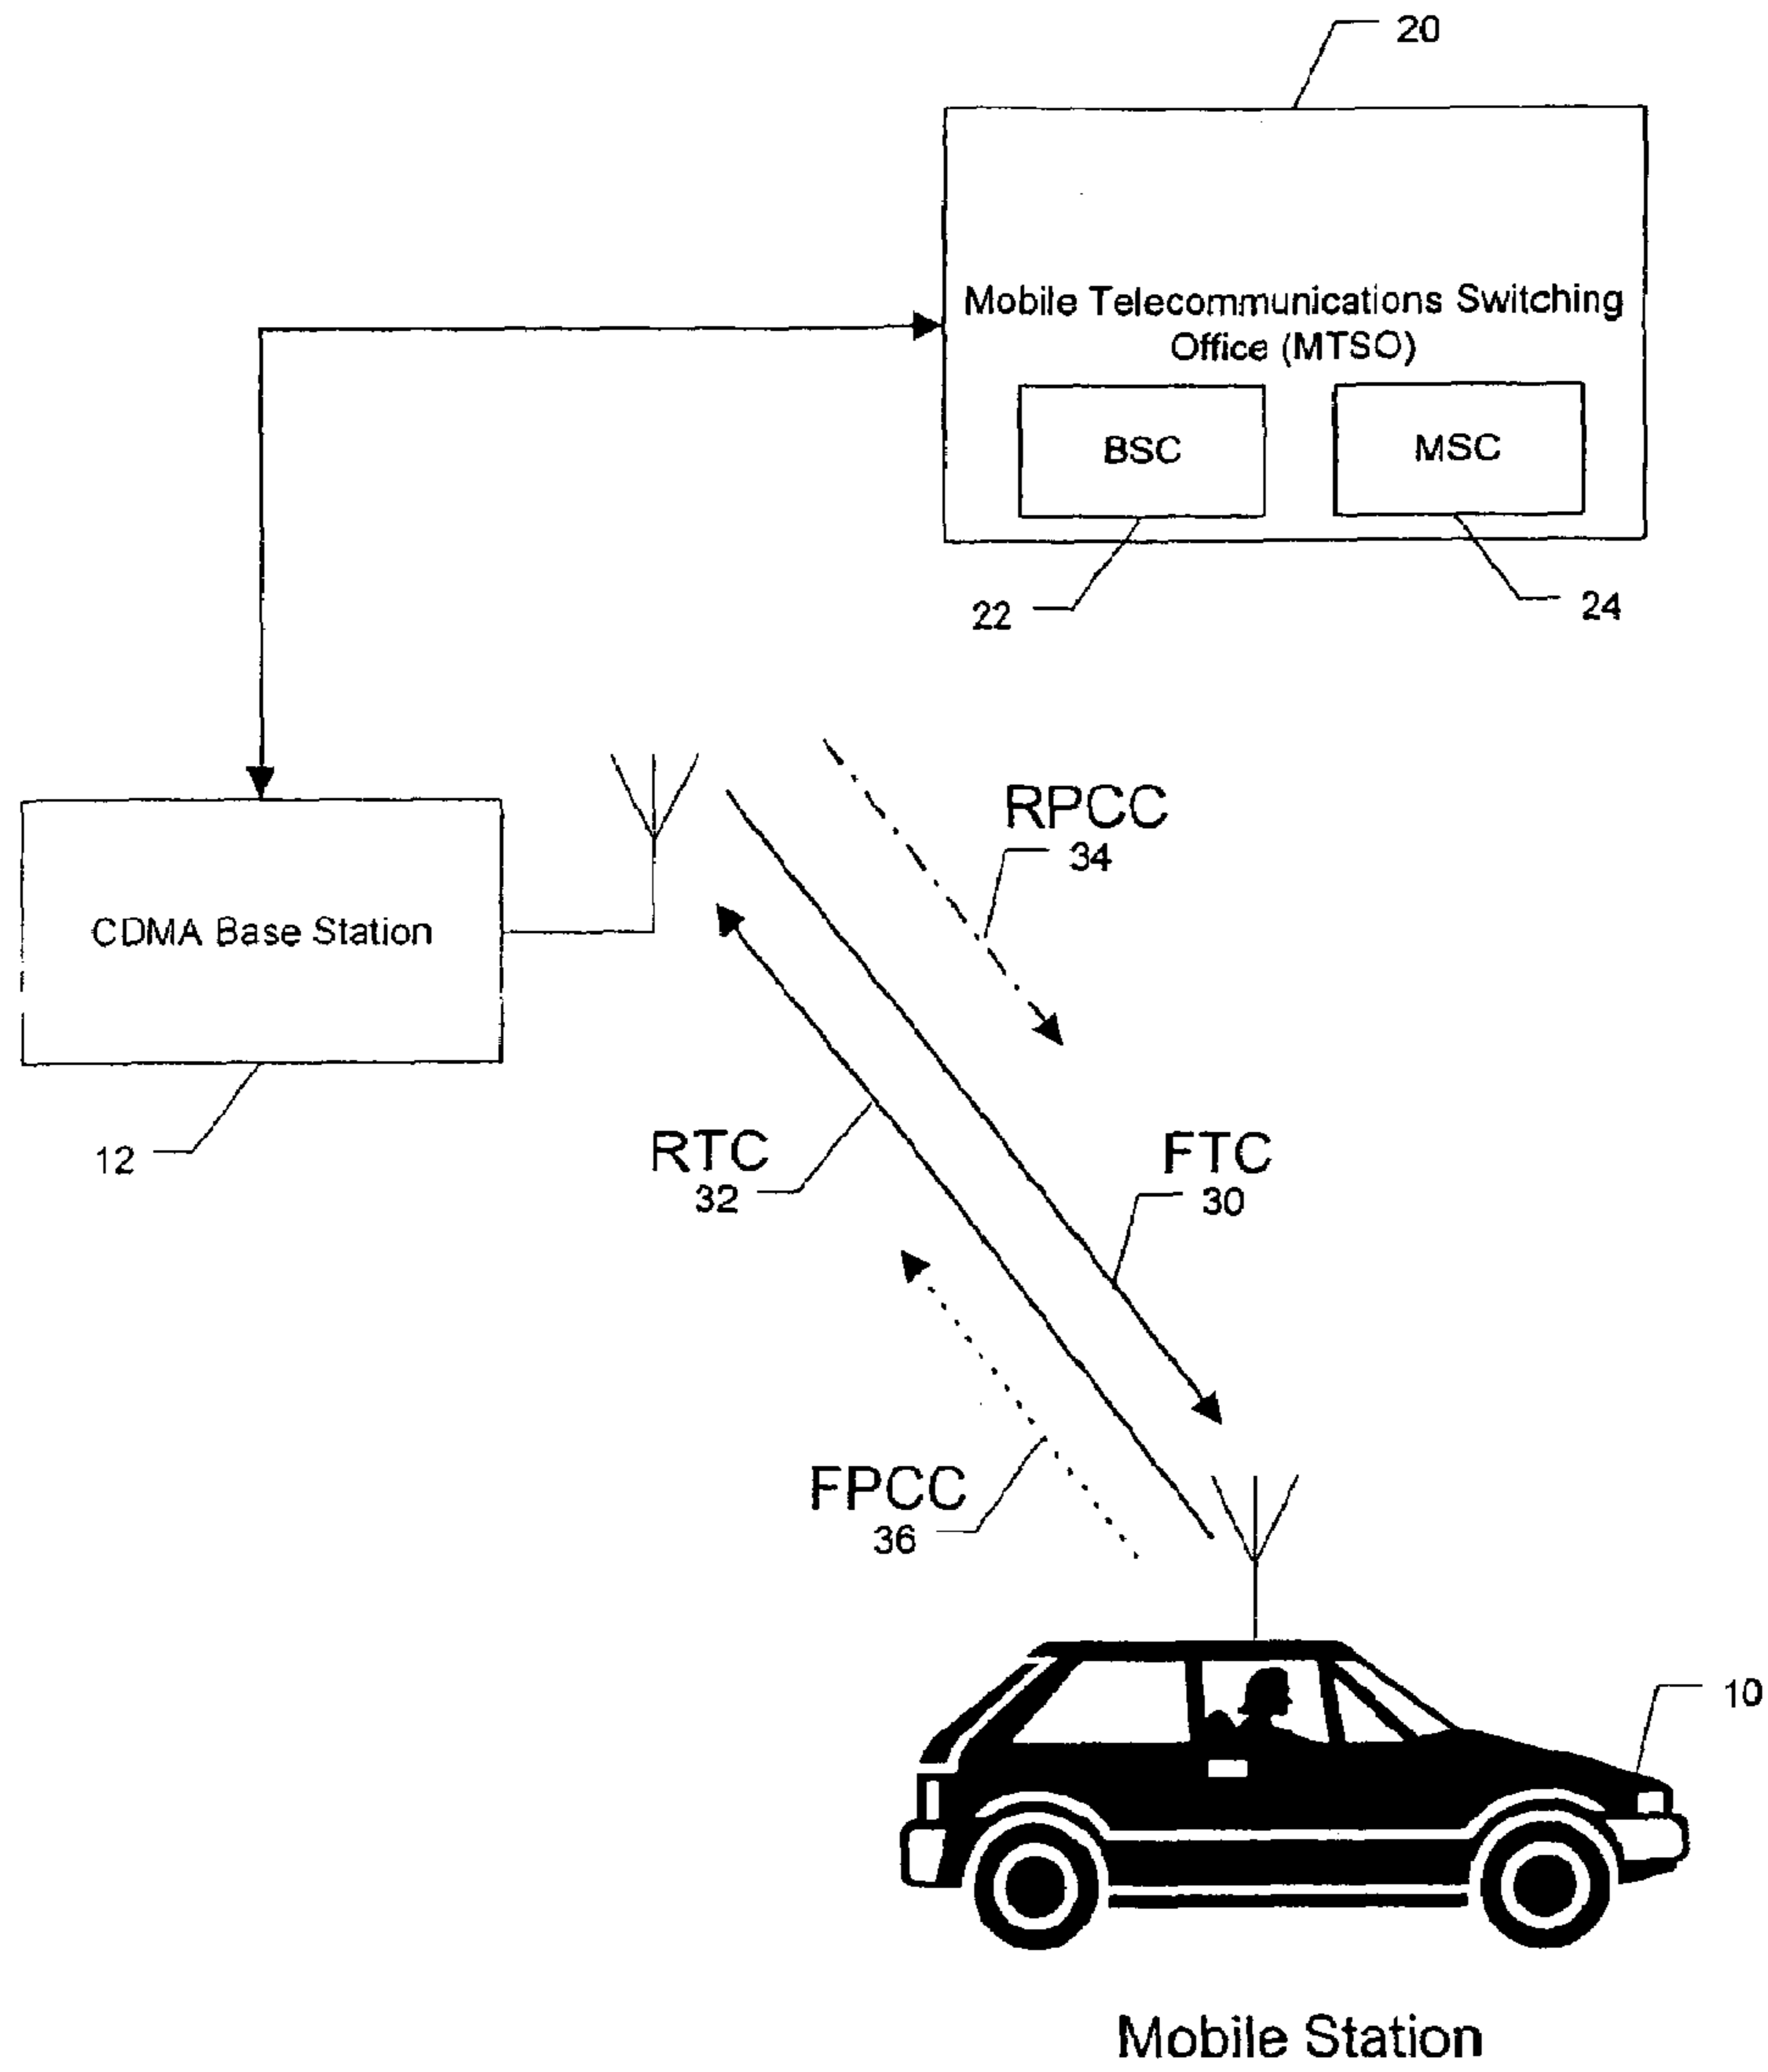 20
Mobile Telecommunications Switching
Office (MTSO)
BSC
MSC
22
24
RPCC
34
CDMA Base Station
12
RTC
32
FTC
30
FPCC
36
10
Mobile Station